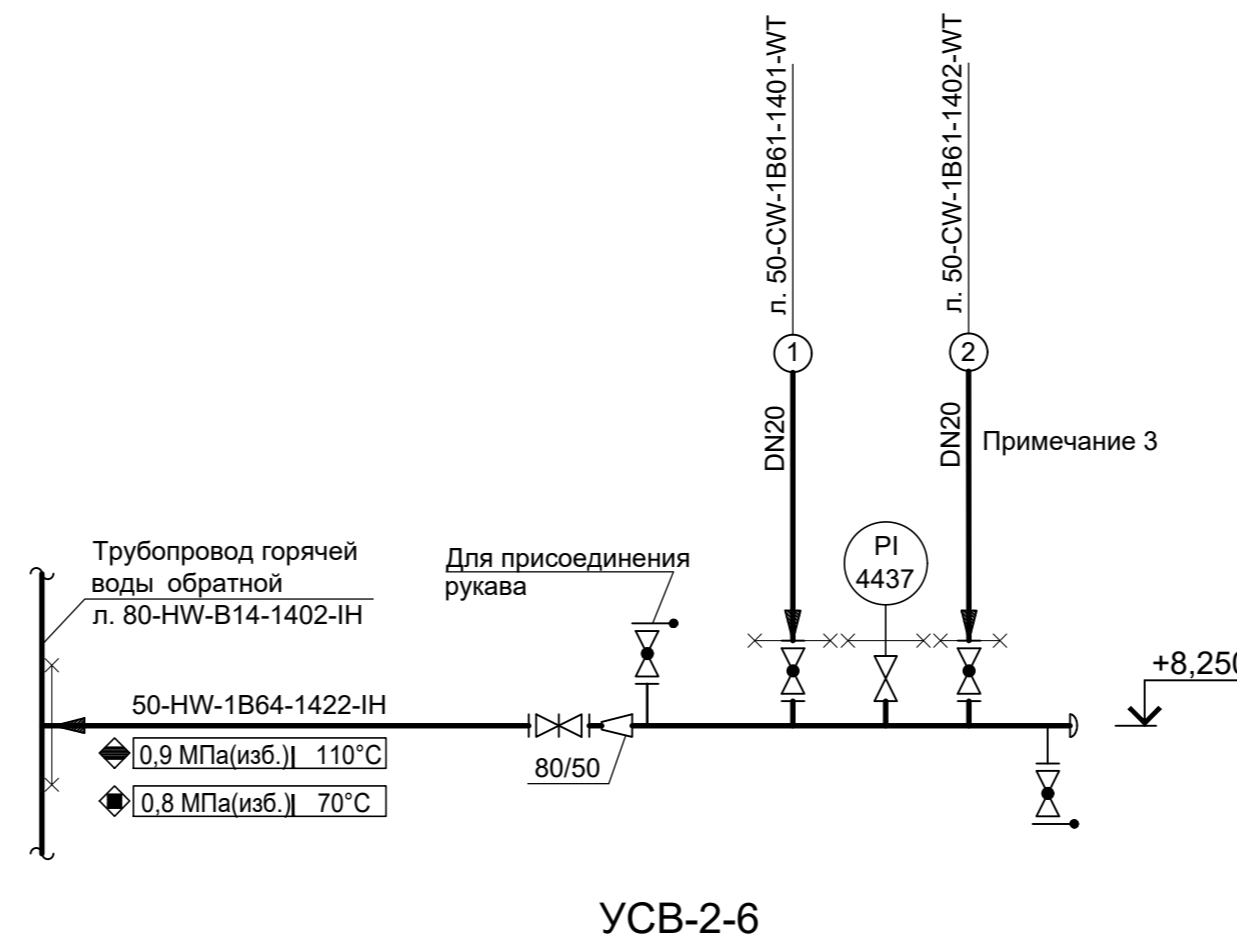 л. 50-CW-1B61-1401-WT
л. 50-CW-1B61-1402-WT
1
2
DN20
DN20
Примечание 3
PI
4437
Трубопровод горячей
воды обратной
л. 80-HW-B14-1402-IH
Для присоединения
рукава
+8,250
50-HW-1B64-1422-IH
0,9 МПа(изб.) 110°C
80/50
0,8 МПа(изб.) 70°C
УСВ-2-6